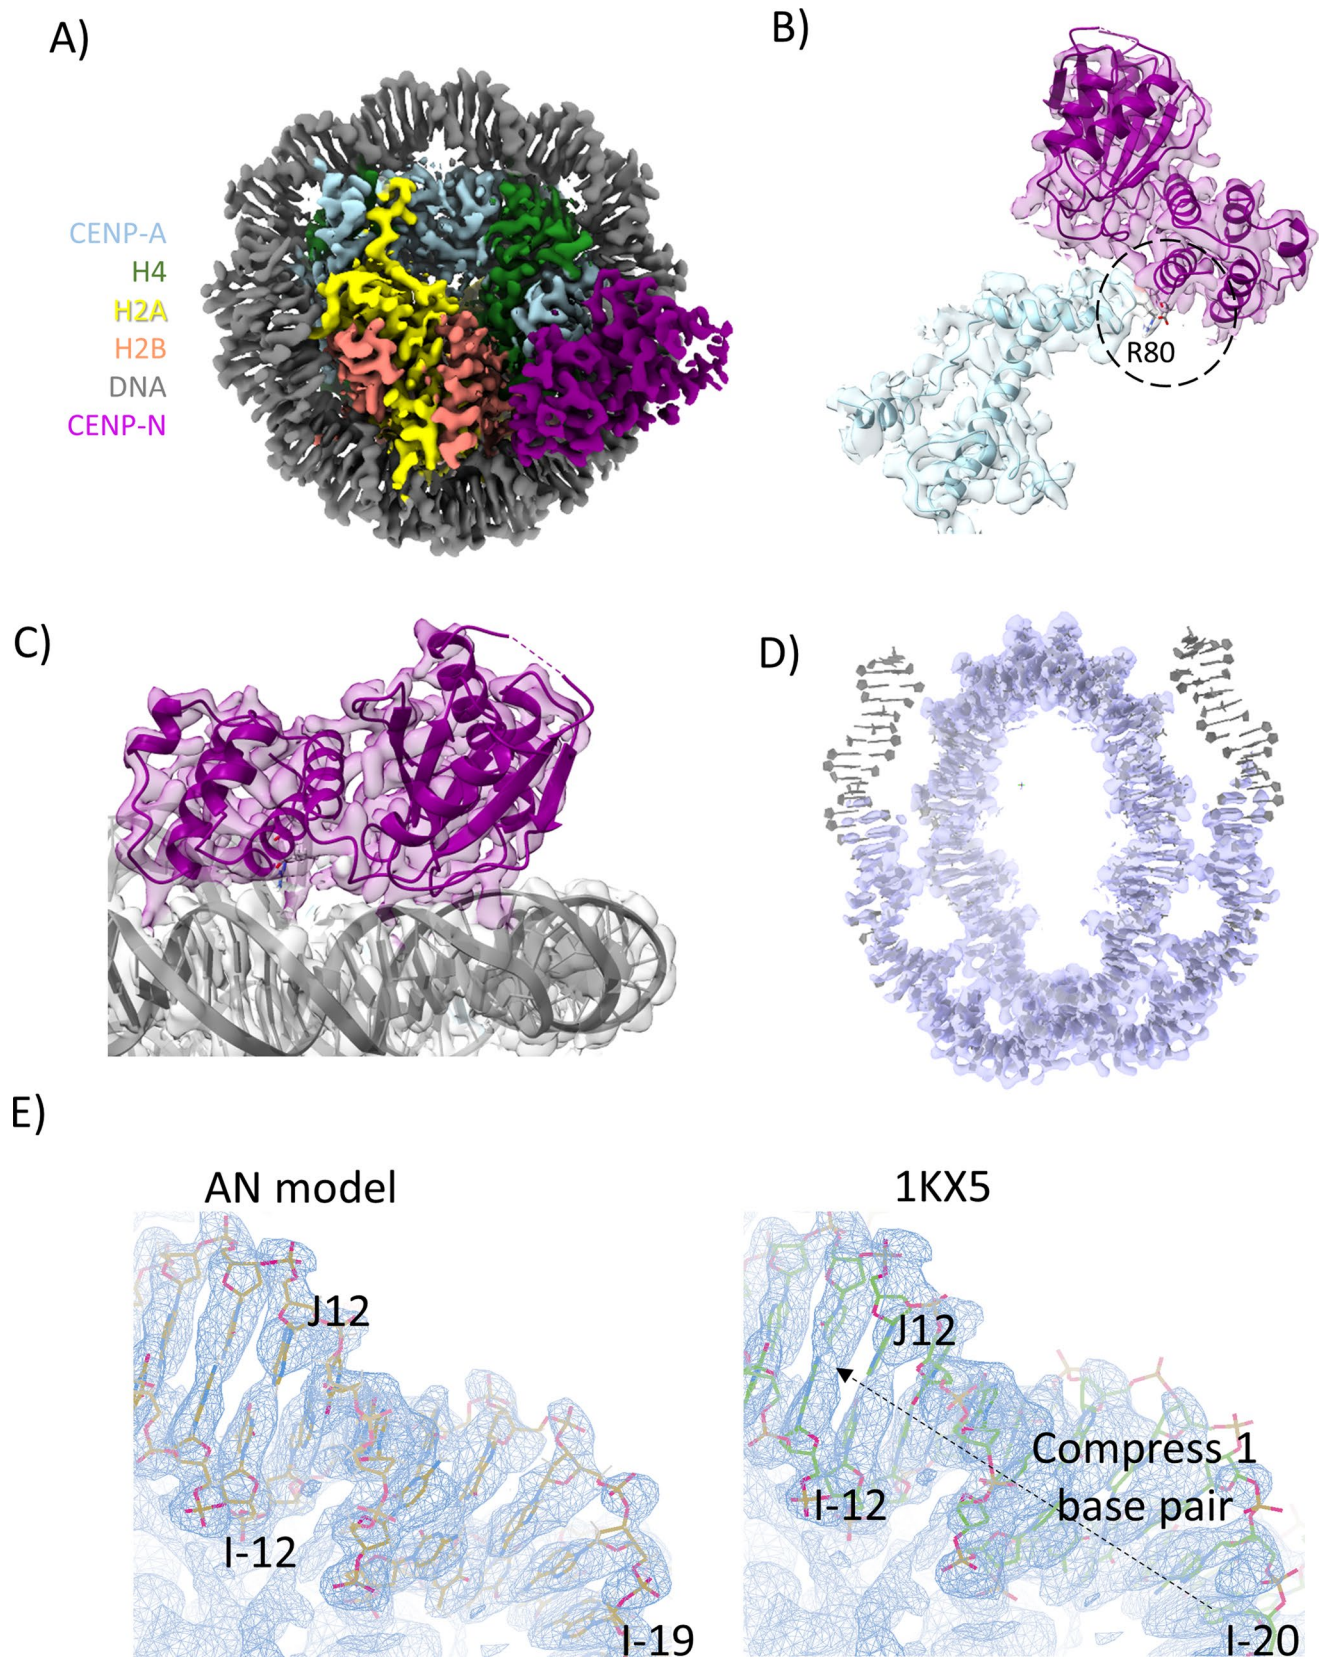 A)
CENP-A
H4
H2A
H2B
DNA
CENP-N
B)
R80
C)
D)
E)
AN model
J12
I-12
I-19
1KX5
J12
Compress 1
base pair
I-12
I-20